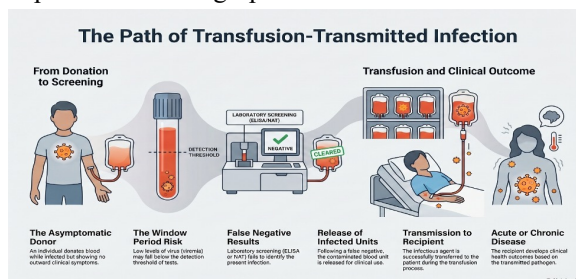 The Path of Transfusion-Transmitted Infection
From Donation
to Screening
Transfusion and Clinical Outcome
LABORATORY SCREENING
(ELISA/NAT)
DETECTION
THRESHOLD
NEGATIVE
CLEARED
The Asymptomatic
Donor
An individual donates blood
while infected but showing no
outward clinical symptoms.
The Window
Period Risk
Low levels of virus (viremia)
may fall below the detection
threshold of tests.
False Negative
Results
Laboratory screening (ELISA
or NAT) fails to identify the
present infection.
Release of
Infected Units
Following a false negative,
the contaminated blood unit
is released for clinical use.
Transmission to
Recipient
The infectious agent is
successfully transferred to the
patient during the transfusion
process.
Acute or Chronic
Disease
The recipient develops clinical
health outcomes based on
the transmitted pathogen.